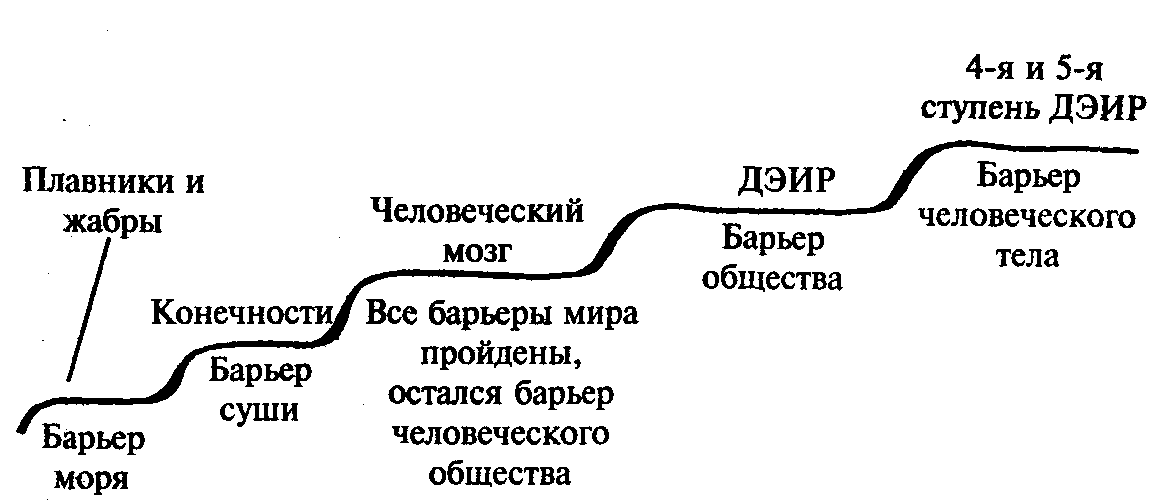 4-я и 5-я
ступень ДЭИР
Барьер
человеческого
тела
ДЭИР
Барьер
общества
Человеческий
мозг
Все барьеры мира
пройдены,
остался барьер
человеческого
общества
Плавники и
жабры
Конечности
Барьер
суши
Барьер
моря